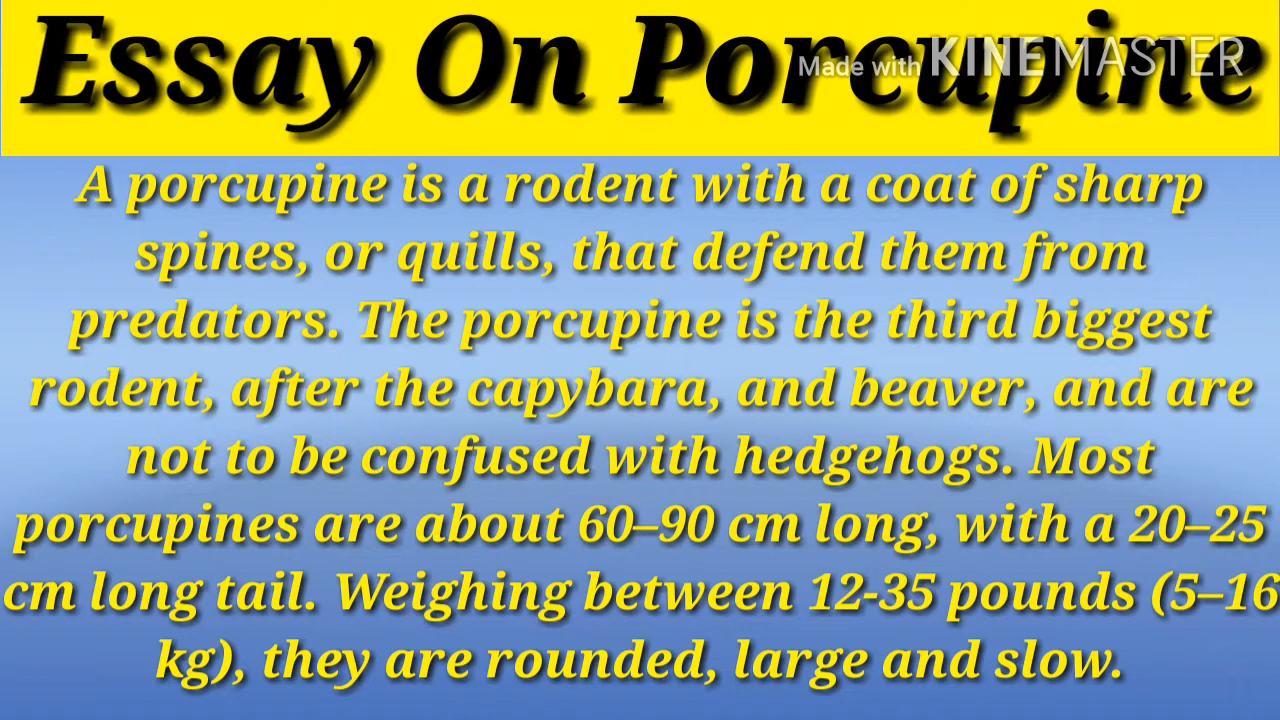 Essay On Porcupine
Made with KINEMASTER
A porcupine is a rodent with a coat of sharp
spines, or quills, that defend them from
predators. The porcupine is the third biggest
rodent, after the capybara, and beaver, and are
not to be confused with hedgehogs. Most
porcupines are about 60–90 cm long, with a 20–25
cm long tail. Weighing between 12-35 pounds (5–16
kg), they are rounded, large and slow.